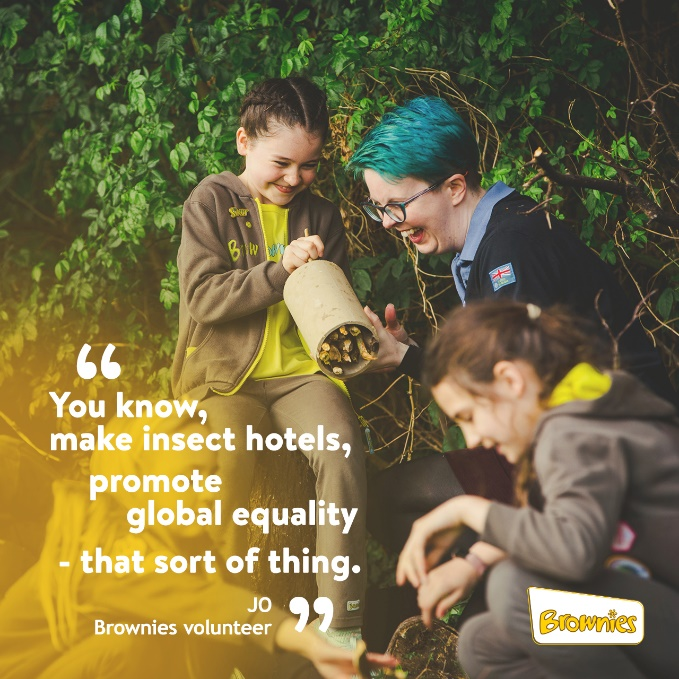 “
You know,
make insect hotels,
promote
global equality
- that sort of thing.
JO
Brownies volunteer
”
Brownies